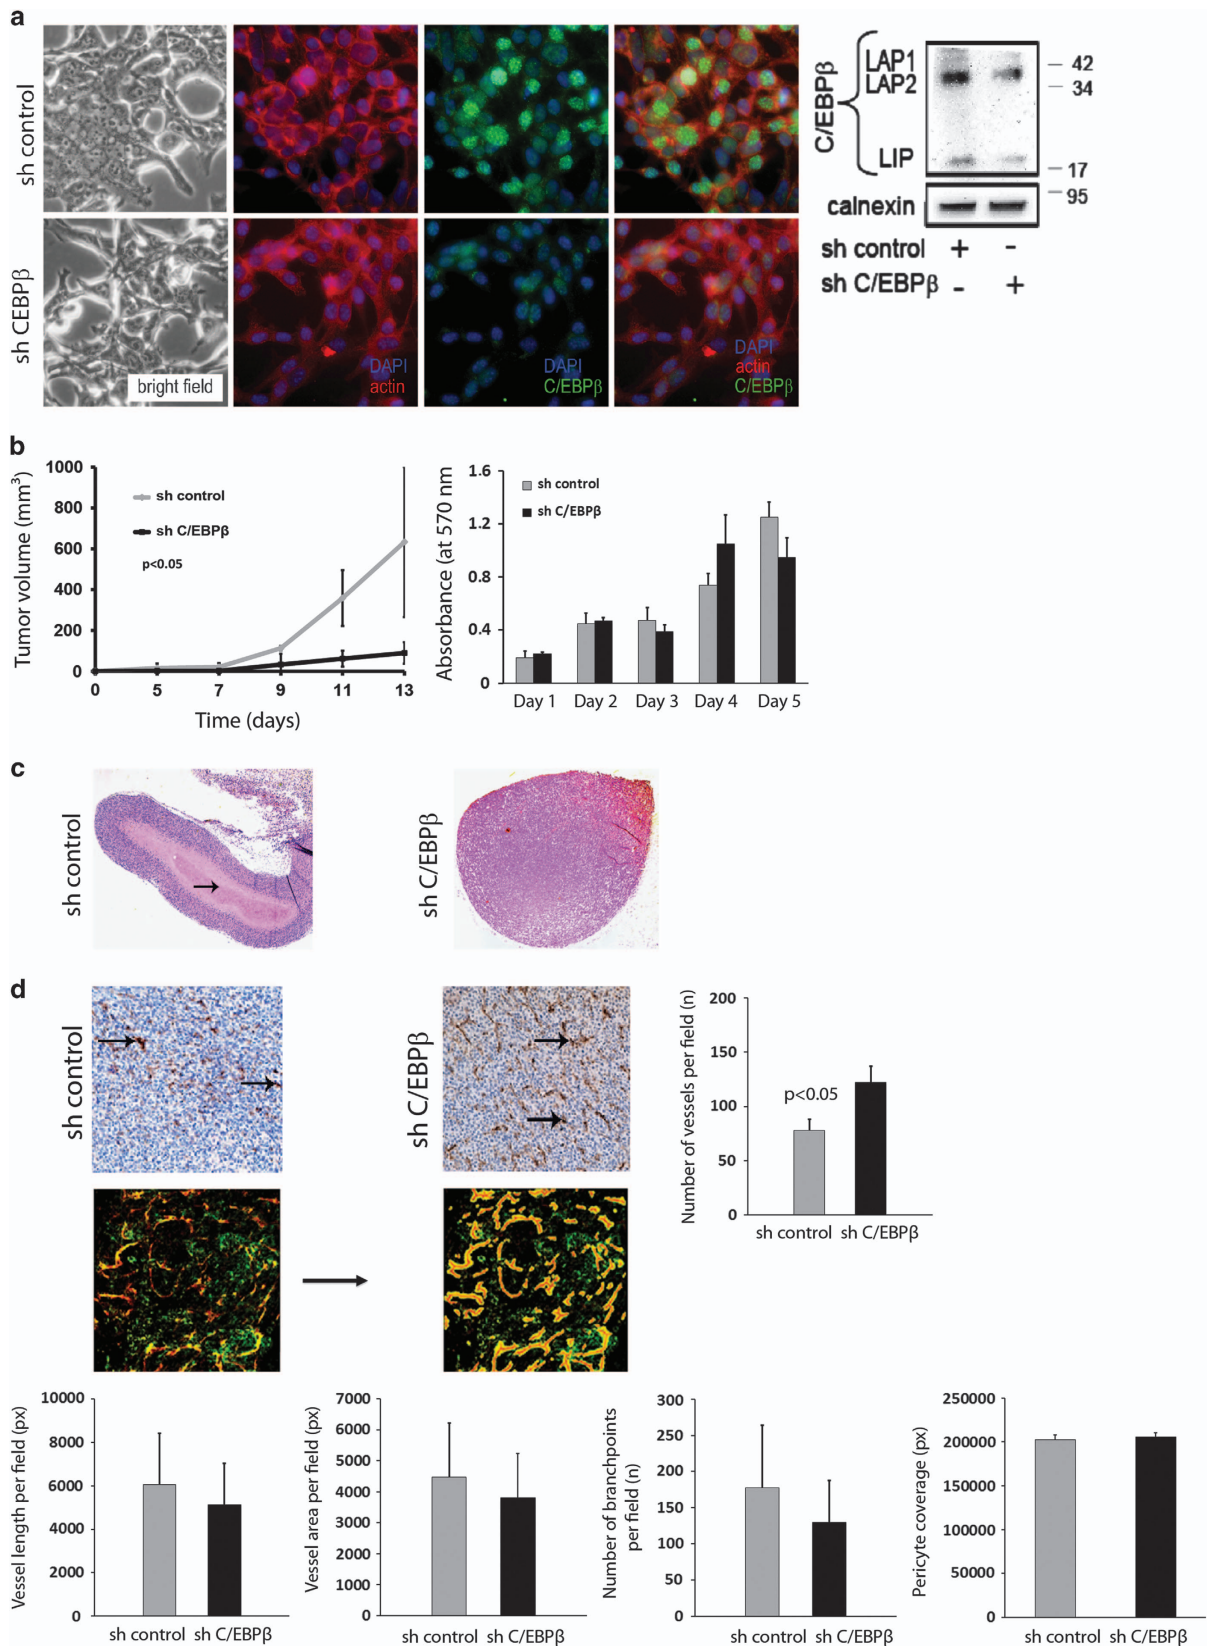 a
sh control
sh CEBPβ
bright field
DAPI
actin
DAPI
C/EBPβ
DAPI
actin
C/EBPβ
C/EBPβ
LAP1
LAP2
LIP
42
34
17
95
calnexin
sh control + -
sh C/EBPβ - +
b
Tumor volume (mm³)
1000
800
600
400
200
0
sh control
sh C/EBPβ
p<0.05
0 5 7 9 11 13
Time (days)
Absorbance (at 570 nm
1.6
1.2
0.8
0.4
0
sh control
sh C/EBPβ
Day 1 Day 2 Day 3 Day 4 Day 5
c
sh control
sh C/EBPβ
d
sh control
sh C/EBPβ
Number of vessels per field (n)
200
150
100
50
0
p<0.05
sh control sh C/EBPβ
Vessel length per field (px)
10000
8000
6000
4000
2000
0
sh control sh C/EBPβ
Vessel area per field (px)
7000
6000
5000
4000
3000
2000
1000
0
sh control sh C/EBPβ
Number of branchpoints
per field (n)
300
250
200
150
100
50
0
sh control sh C/EBPβ
Pericyte coverage (px)
250000
200000
150000
100000
50000
0
sh control sh C/EBPβ